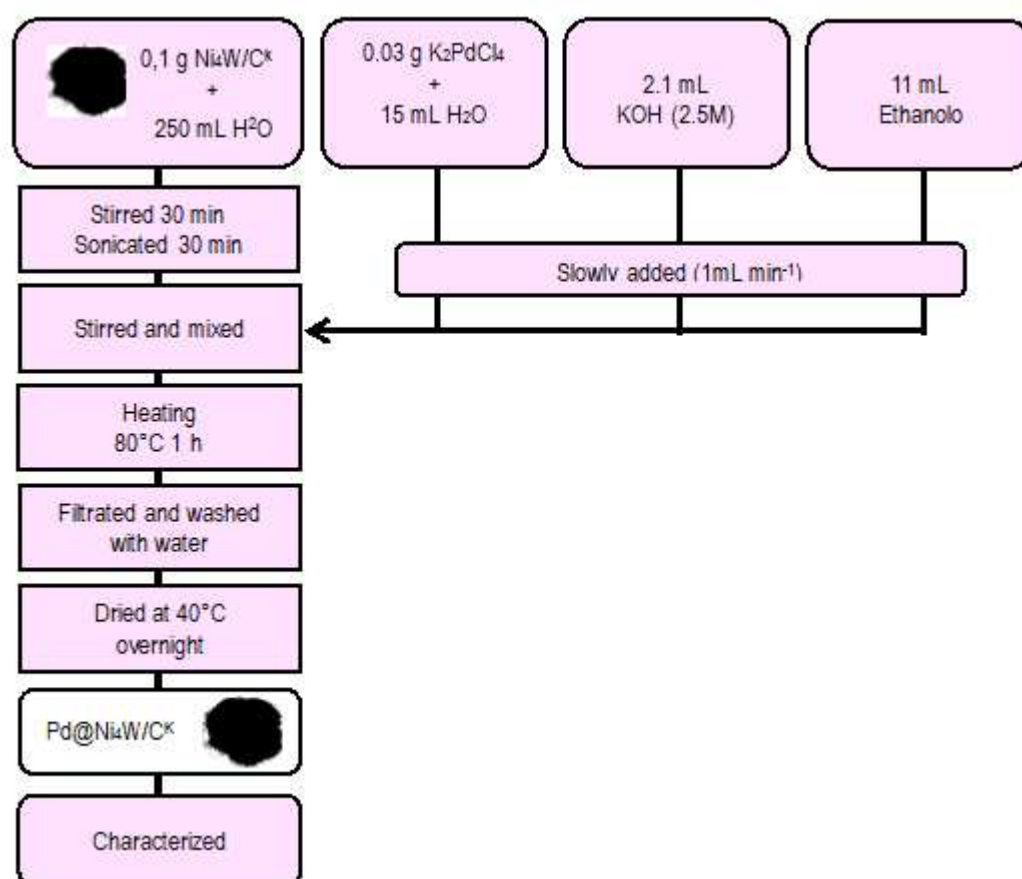 0,1 g Ni₄W/Cᴷ
+
250 mL H²O
0.03 g K₂PdCl₄
+
15 mL H₂O
2.1 mL
KOH (2.5M)
11 mL
Ethanolo
Stirred 30 min
Sonicated 30 min
Slowly added (1mL min⁻¹)
Stirred and mixed
Heating
80°C 1 h
Filtrated and washed
with water
Dried at 40°C
overnight
Pd@Ni₄W/Cᴷ
Characterized